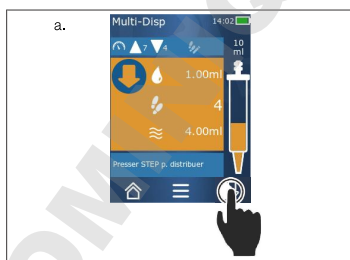 a.
Multi-Disp 14:02
7 4 10 ml
1.00ml
4
4.00ml
Presser STEP p. distribuer